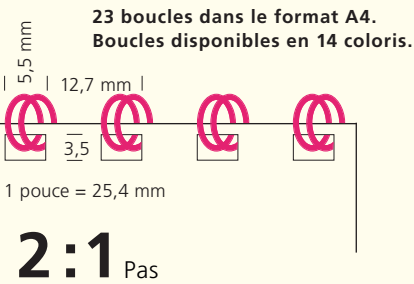 23 boucles dans le format A4.
Boucles disponibles en 14 coloris.
5,5 mm
12,7 mm
3,5
1 pouce = 25,4 mm
2:1 Pas